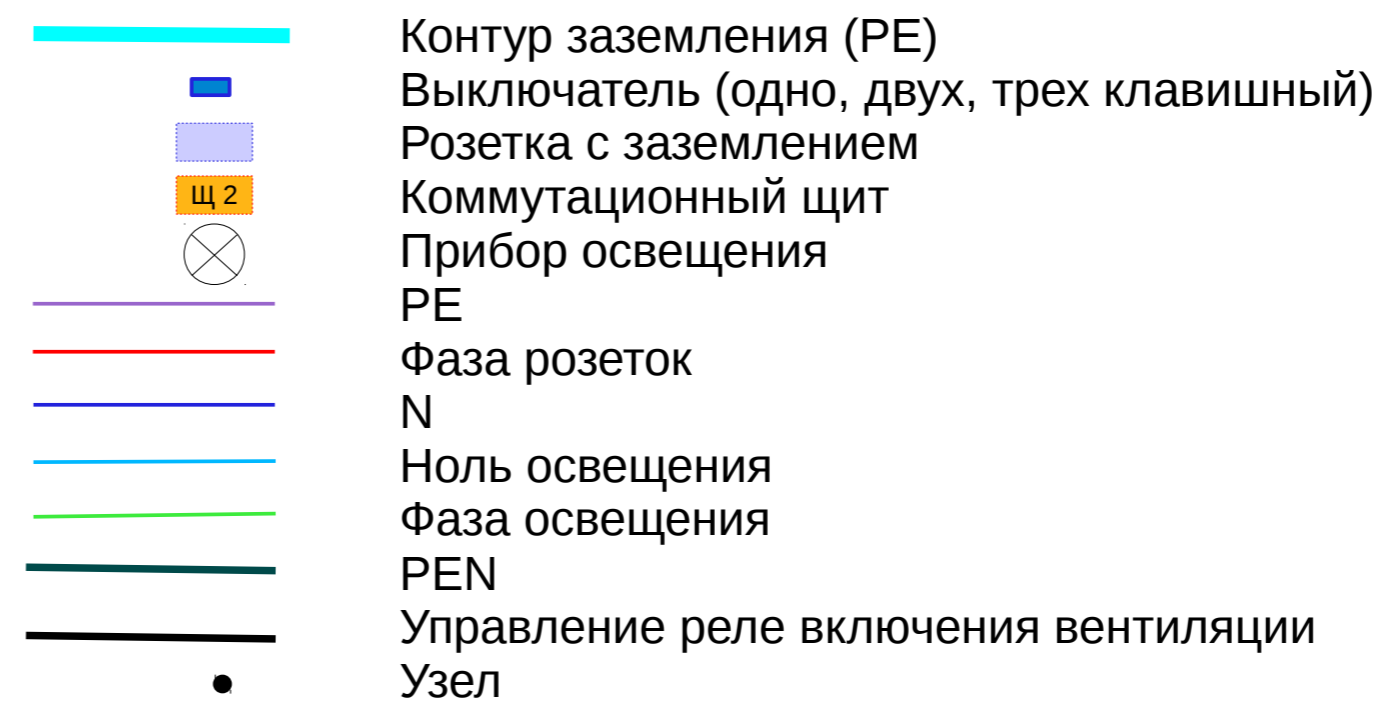 Контур заземления (PE)
Выключатель (одно, двух, трех клавишный)
Розетка с заземлением
Щ 2 Коммутационный щит
Прибор освещения
PE
Фаза розеток
N
Ноль освещения
Фаза освещения
PEN
Управление реле включения вентиляции
Узел